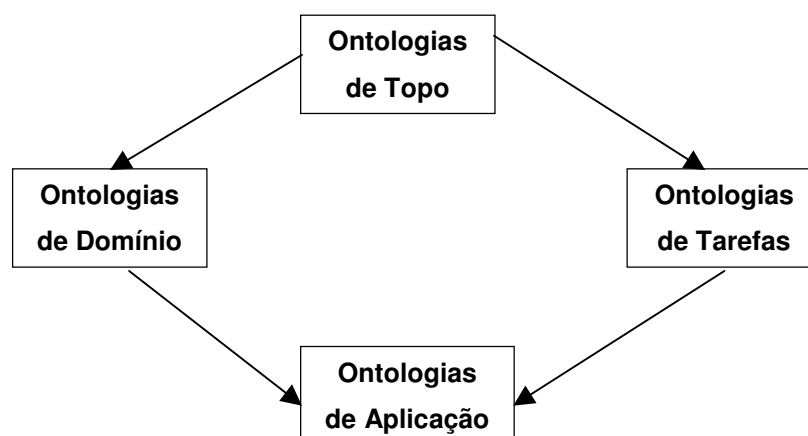 Ontologias
de Topo
Ontologias
de Domínio
Ontologias
de Tarefas
Ontologias
de Aplicação